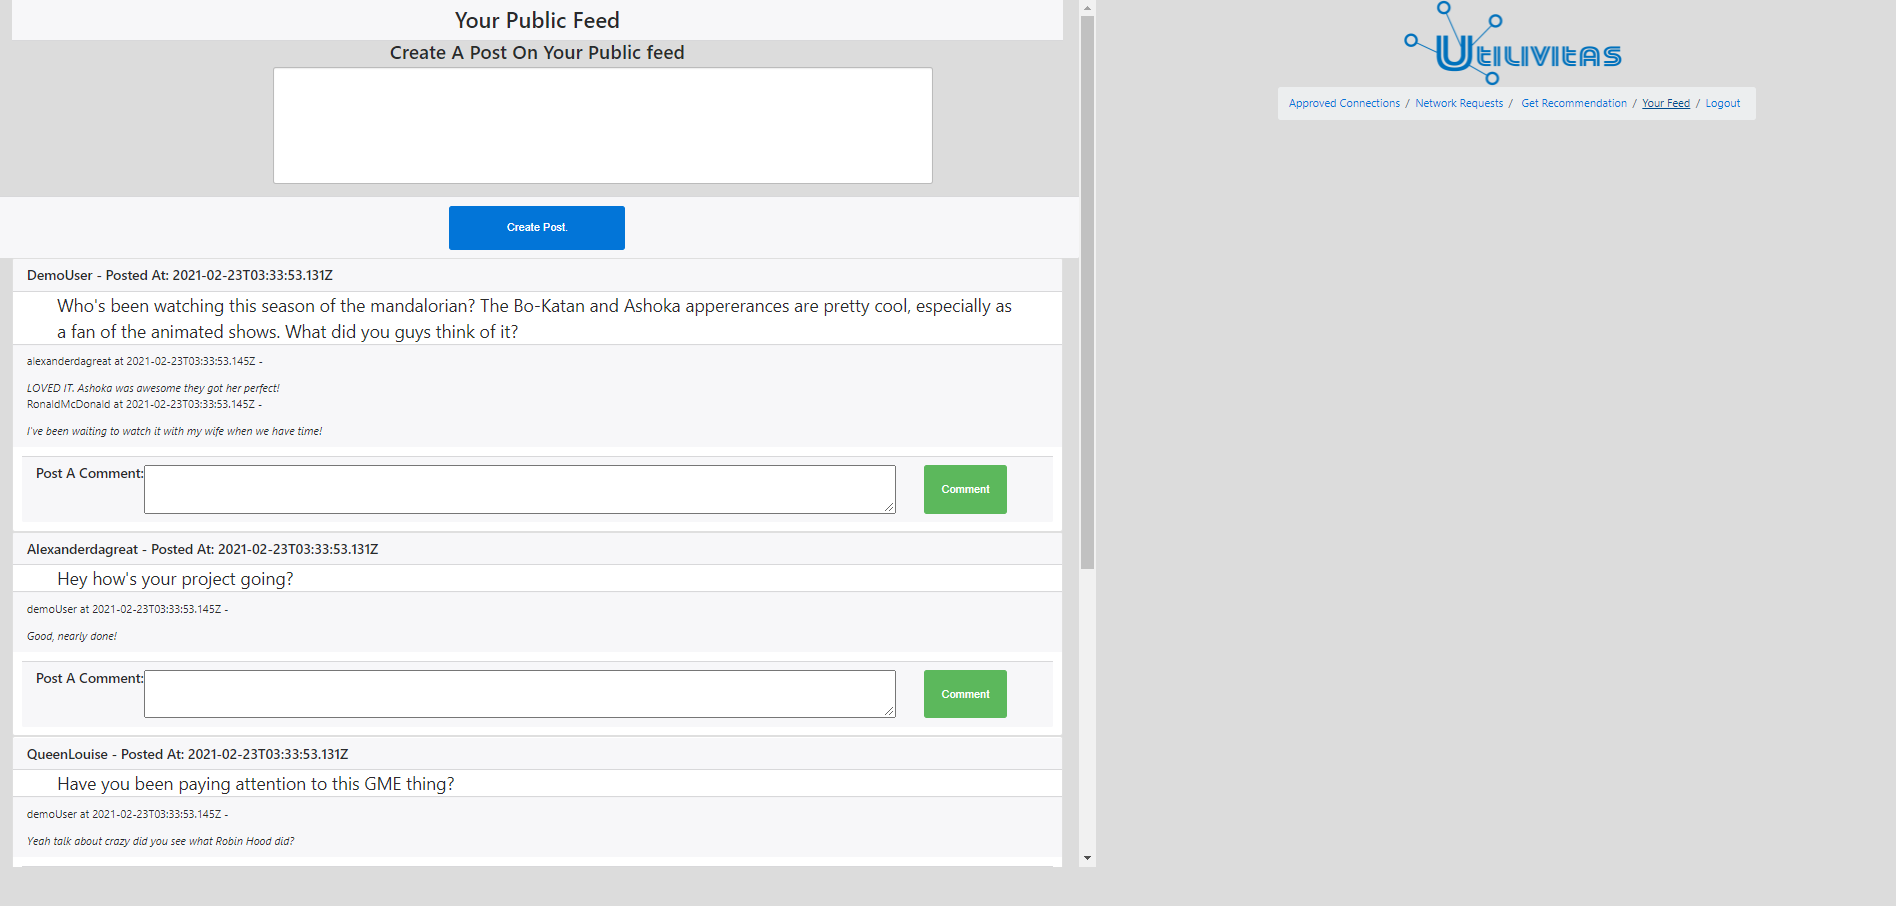 Your Public Feed
Create A Post On Your Public feed
Create Post.
DemoUser - Posted At: 2021-02-23T03:33:53.131Z
Who's been watching this season of the mandalorian? The Bo-Katan and Ashoka appererances are pretty cool, especially as
a fan of the animated shows. What did you guys think of it?
alexanderdagreat at 2021-02-23T03:33:53.145Z -
LOVED IT. Ashoka was awesome they got her perfect!
RonaldMcDonald at 2021-02-23T03:33:53.145Z -
I've been waiting to watch it with my wife when we have time!
Post A Comment:
Comment
Alexanderdagreat - Posted At: 2021-02-23T03:33:53.131Z
Hey how's your project going?
demoUser at 2021-02-23T03:33:53.145Z -
Good, nearly done!
Post A Comment:
Comment
QueenLouise - Posted At: 2021-02-23T03:33:53.131Z
Have you been paying attention to this GME thing?
demoUser at 2021-02-23T03:33:53.145Z -
Yeah talk about crazy did you see what Robin Hood did?
Utilivitas
Approved Connections / Network Requests / Get Recommendation / Your Feed / Logout